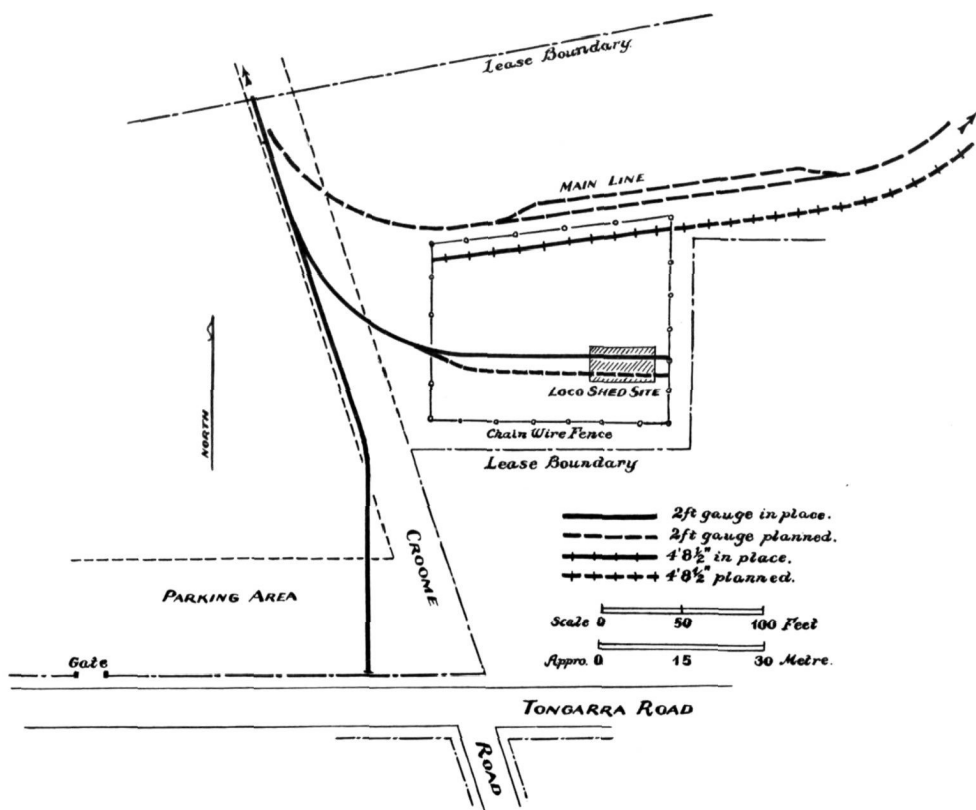 Lease Boundary
MAIN LINE
NORTH
LOCO SHED SITE
Chain Wire Fence
Lease Boundary
2ft gauge in place.
2ft gauge planned.
4'8½" in place.
4'8½" planned.
CROOME
PARKING AREA
Scale 0 50 100 Feet
Appro. 0 15 30 Metre.
Gate
TONGARRA ROAD
ROAD